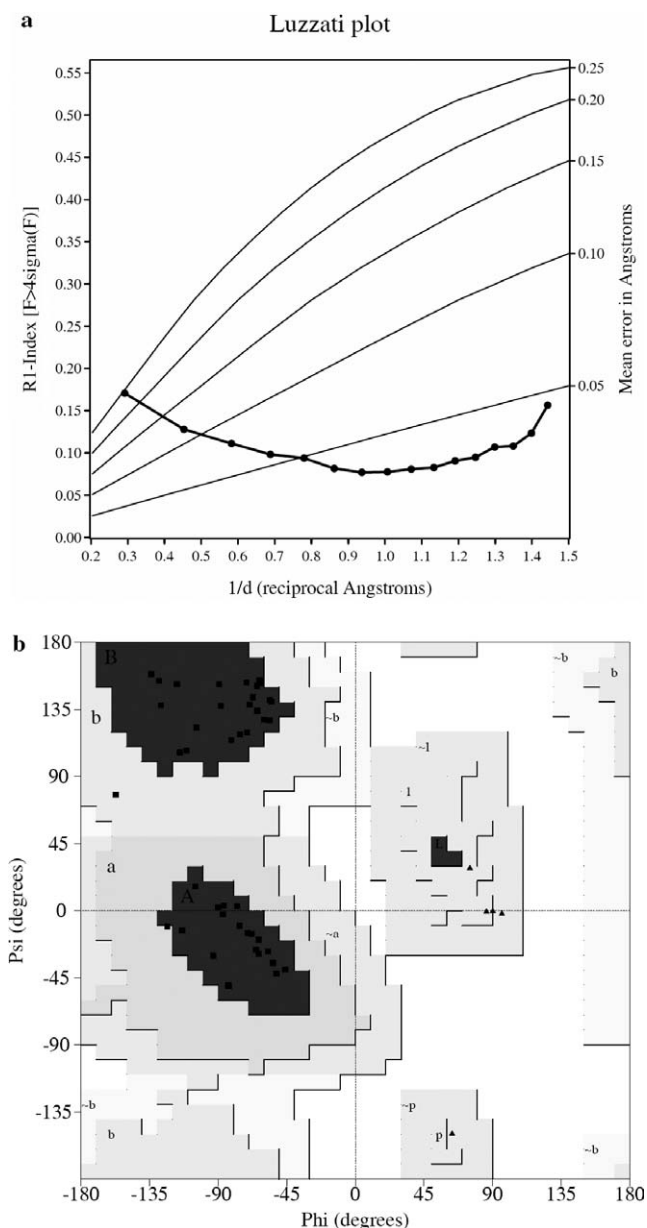 a
Luzzati plot
R1-Index [F>4sigma(F)]
0.55
0.50
0.45
0.40
0.35
0.30
0.25
0.20
0.15
0.10
0.05
0.00
0.2 0.3 0.4 0.5 0.6 0.7 0.8 0.9 1.0 1.1 1.2 1.3 1.4 1.5
1/d (reciprocal Angstroms)
0.25
0.20
0.15
0.10
0.05
Mean error in Angstroms
b
Psi (degrees)
180
135
90
45
0
-45
-90
-135
-180
-180 -135 -90 -45 0 45 90 135 180
Phi (degrees)
B
~b
b
b
~b
~l
l
L
a
A
~a
~b
b
~p
p
~b